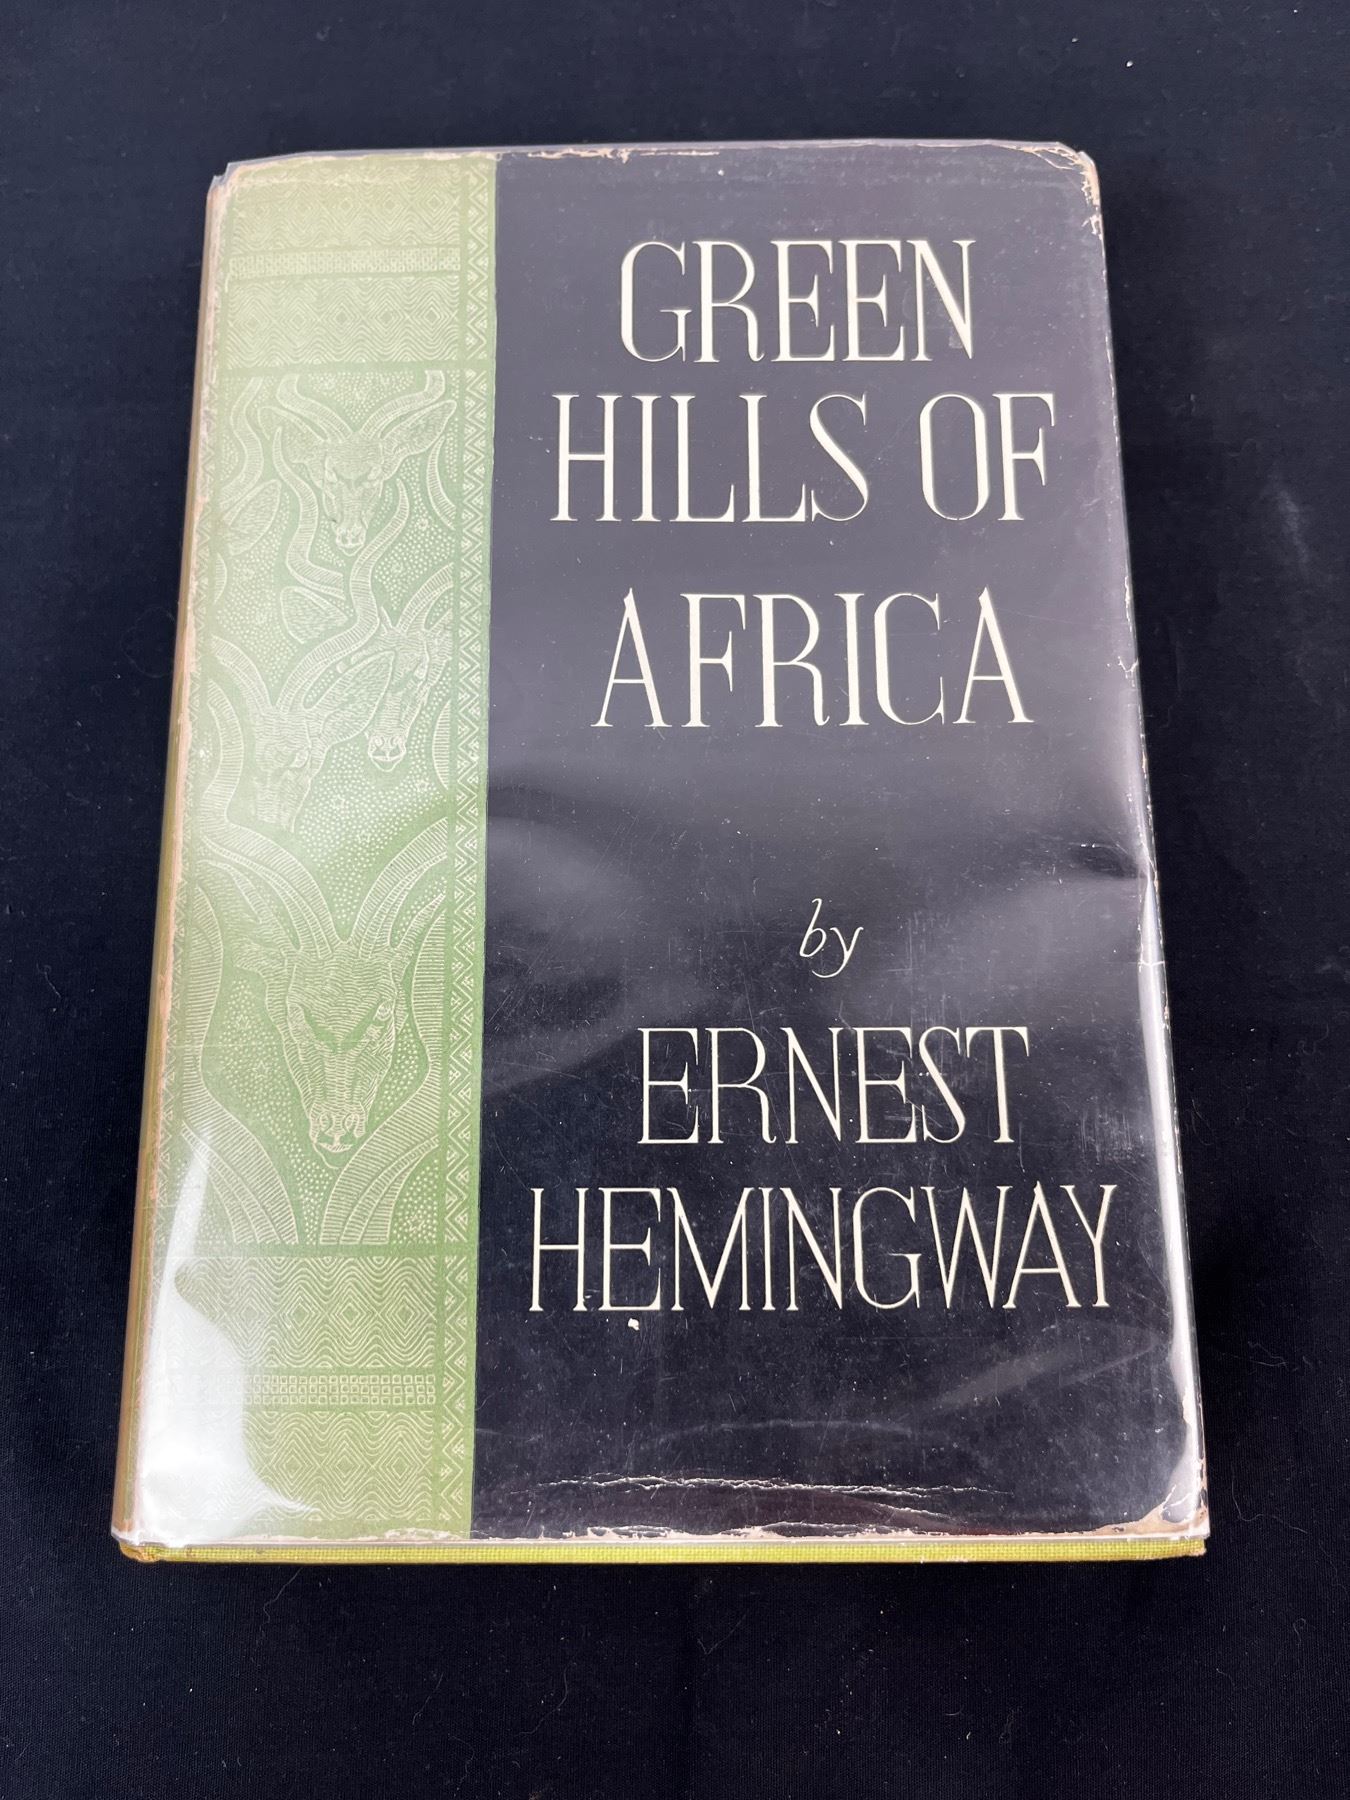 GREEN
HILLS OF
AFRICA
by
ERNEST
HEMINGWAY